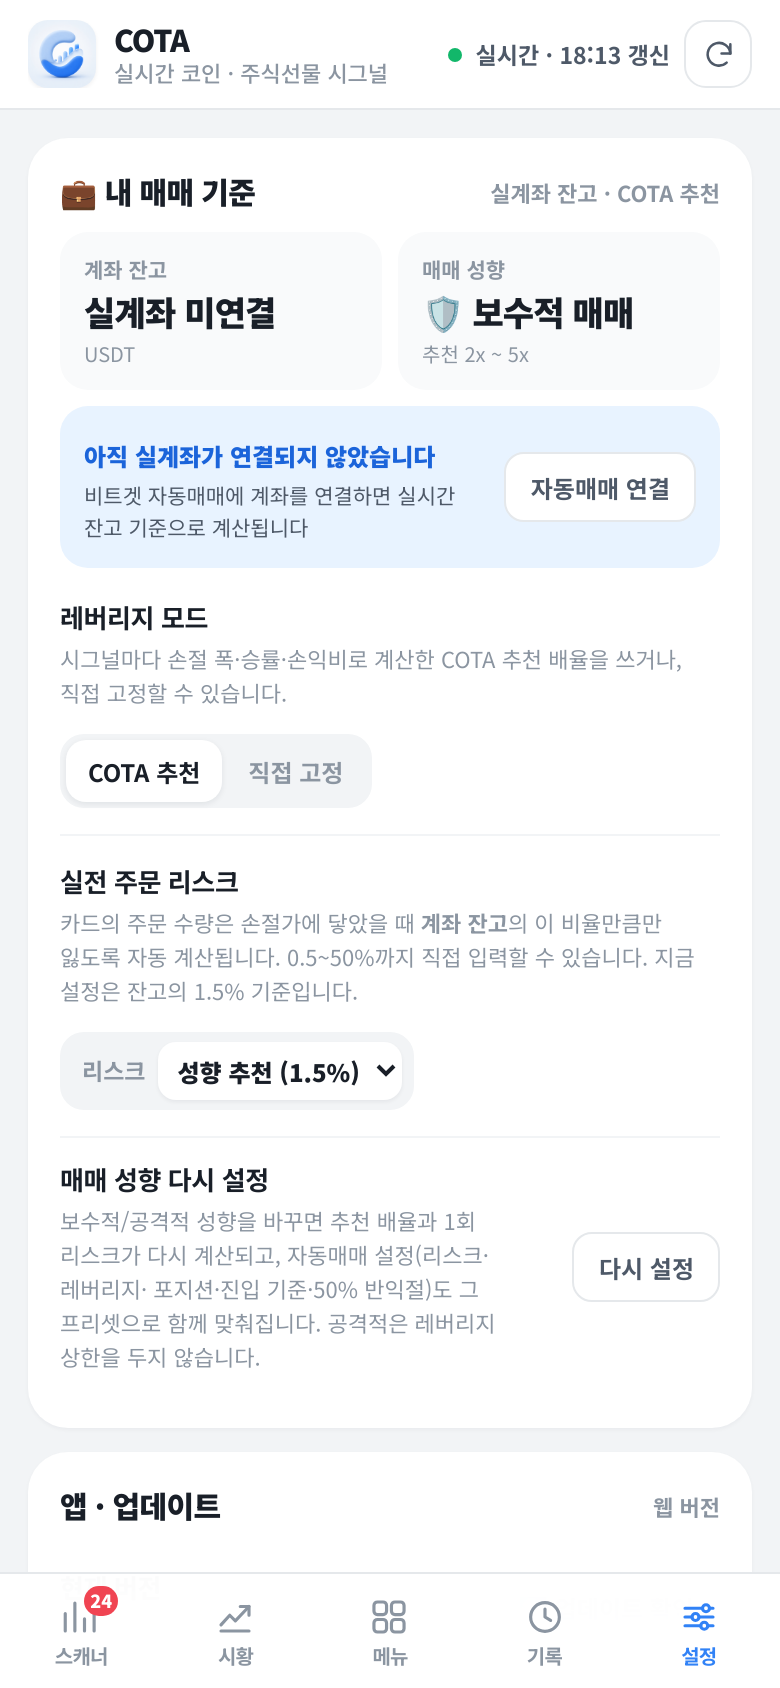 COTA
실시간 코인 · 주식선물 시그널
실시간 · 18:13 갱신
내 매매 기준
실계좌 잔고 · COTA 추천
계좌 잔고
실계좌 미연결
USDT
매매 성향
보수적 매매
추천 2x ~ 5x
아직 실계좌가 연결되지 않았습니다
비트겟 자동매매에 계좌를 연결하면 실시간
잔고 기준으로 계산됩니다
자동매매 연결
레버리지 모드
시그널마다 손절 폭·승률·손익비로 계산한 COTA 추천 배율을 쓰거나,
직접 고정할 수 있습니다.
COTA 추천
직접 고정
실전 주문 리스크
카드의 주문 수량은 손절가에 닿았을 때 계좌 잔고의 이 비율만큼만
잃도록 자동 계산됩니다. 0.5~50%까지 직접 입력할 수 있습니다. 지금
설정은 잔고의 1.5% 기준입니다.
리스크
성향 추천 (1.5%)
매매 성향 다시 설정
보수적/공격적 성향을 바꾸면 추천 배율과 1회
리스크가 다시 계산되고, 자동매매 설정(리스크·
레버리지· 포지션·진입 기준·50% 반익절)도 그
프리셋으로 함께 맞춰집니다. 공격적은 레버리지
상한을 두지 않습니다.
다시 설정
앱 · 업데이트
웹 버전
24
스캐너
시황
메뉴
기록
설정